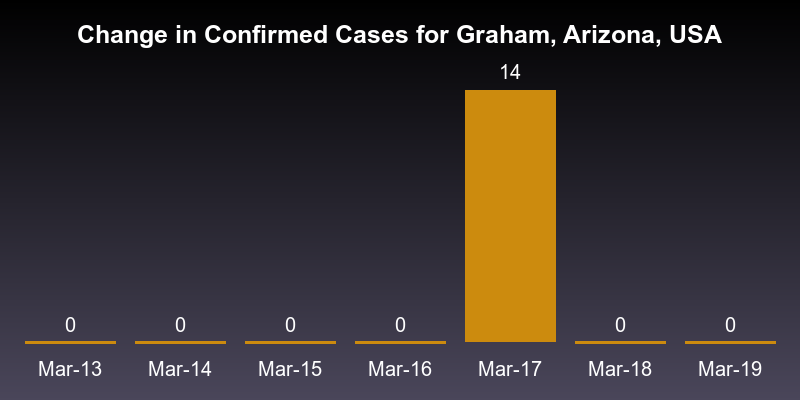 Change in Confirmed Cases for Graham, Arizona, USA
14
0 0 0 0 0 0
Mar-13 Mar-14 Mar-15 Mar-16 Mar-17 Mar-18 Mar-19